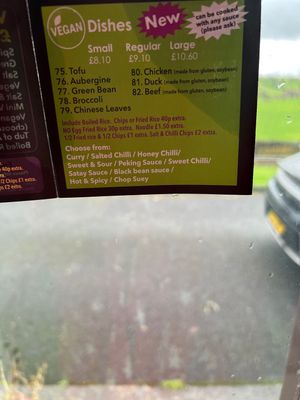 VEGAN Dishes New
can be cooked
with any sauce
(please ask)
Small Regular Large
£8.10 £9.10 £10.60
75. Tofu
76. Aubergine
77. Green Bean
78. Broccoli
79. Chinese Leaves
80. Chicken (made from gluten, soybean)
81. Duck (made from gluten, soybean)
82. Beef (made from gluten, soybean)
Include Boiled Rice. Chips or Fried Rice 40p extra.
NO Egg Fried Rice 30p extra. Noodle £1.50 extra.
1/2 Fried rice & 1/2 Chips £1 extra. Salt & Chilli Chips £2 extra.
Choose from:
Curry / Salted Chilli / Honey Chilli/
Sweet & Sour / Peking Sauce / Sweet Chilli/
Satay Sauce / Black bean sauce /
Hot & Spicy / Chop Suey